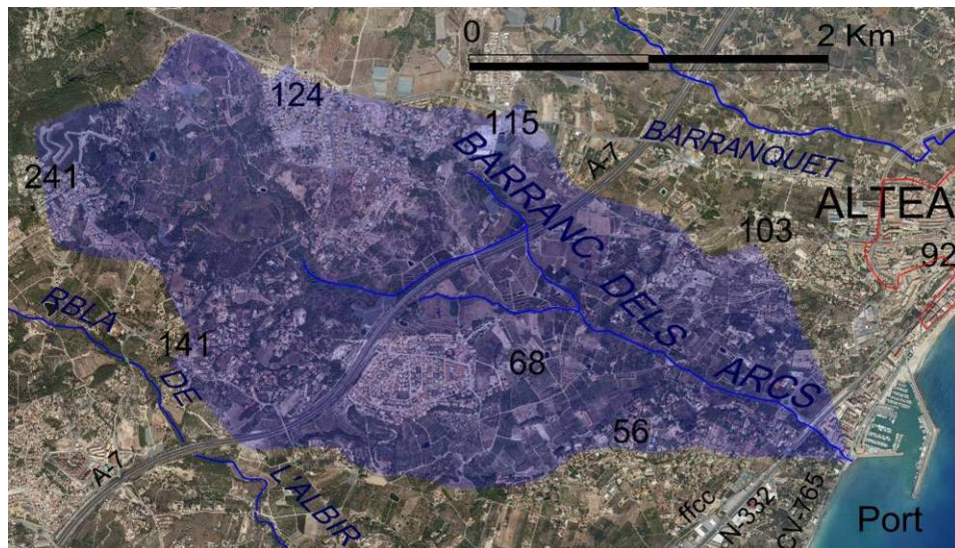 0
2 Km
124
115
BARRANQUET
A-7
241
BARRANC DELS ARCS
103
ALTEA
92
RBLA DE L'ALBIR
141
68
56
A-7
ffcc
N-332
CV-765
Port